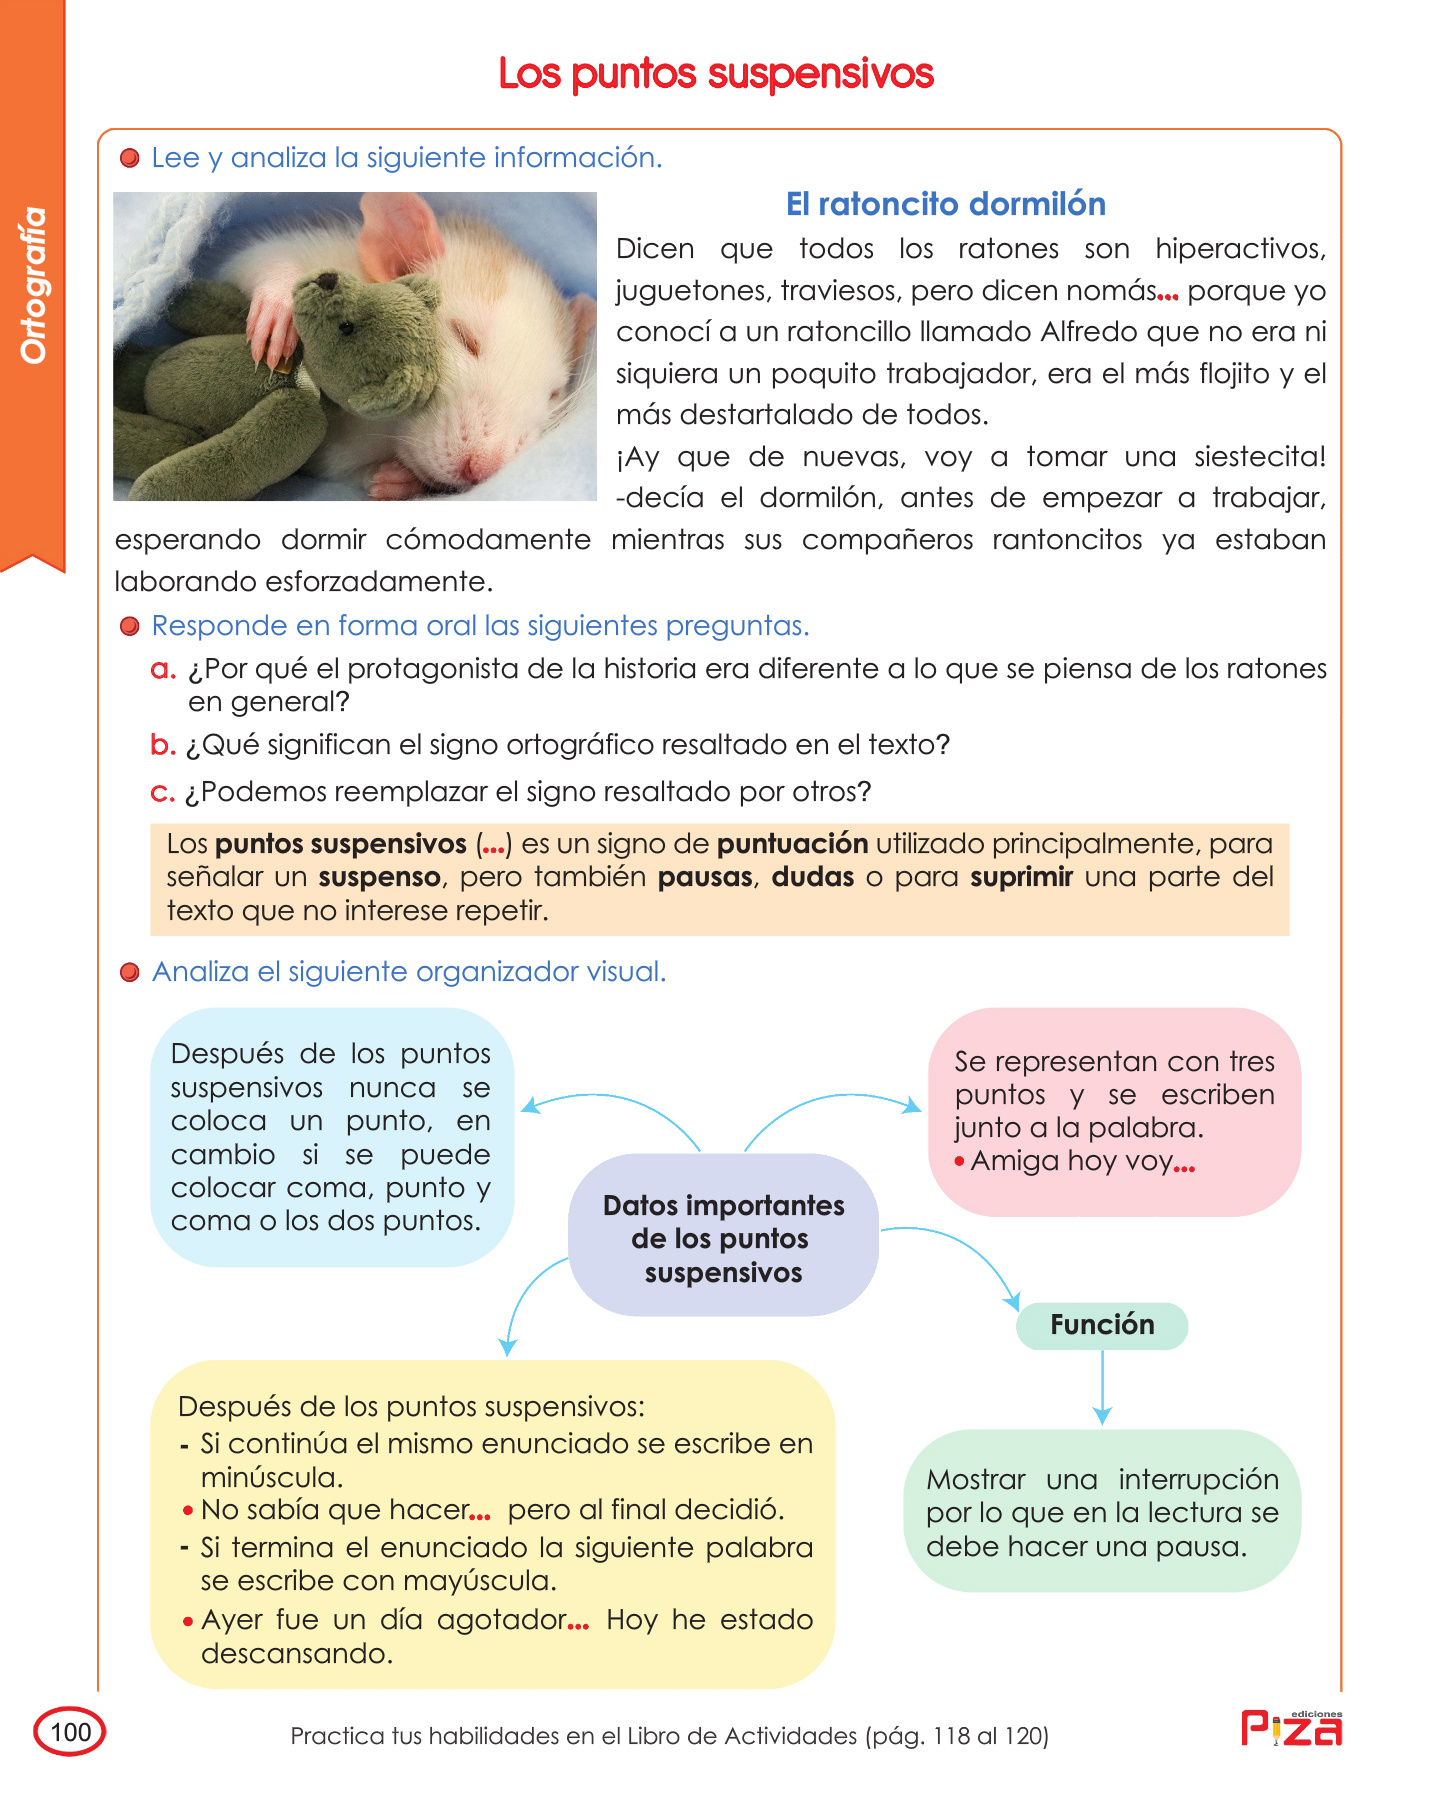 Los puntos suspensivos
Ortografía
Lee y analiza la siguiente información.
El ratoncito dormilón
Dicen que todos los ratones son hiperactivos,
juguetones, traviesos, pero dicen nomás... porque yo
conocí a un ratoncillo llamado Alfredo que no era ni
siquiera un poquito trabajador, era el más flojito y el
más destartalado de todos.
¡Ay que de nuevas, voy a tomar una siestecita!
-decía el dormilón, antes de empezar a trabajar,
esperando dormir cómodamente mientras sus compañeros rantoncitos ya estaban
laborando esforzadamente.
Responde en forma oral las siguientes preguntas.
a. ¿Por qué el protagonista de la historia era diferente a lo que se piensa de los ratones
en general?
b. ¿Qué significan el signo ortográfico resaltado en el texto?
c. ¿Podemos reemplazar el signo resaltado por otros?
Los puntos suspensivos (...) es un signo de puntuación utilizado principalmente, para
señalar un suspenso, pero también pausas, dudas o para suprimir una parte del
texto que no interese repetir.
Analiza el siguiente organizador visual.
Después de los puntos
suspensivos nunca se
coloca un punto, en
cambio si se puede
colocar coma, punto y
coma o los dos puntos.
Se representan con tres
puntos y se escriben
junto a la palabra.
• Amiga hoy voy...
Datos importantes
de los puntos
suspensivos
Función
Mostrar una interrupción
por lo que en la lectura se
debe hacer una pausa.
Después de los puntos suspensivos:
- Si continúa el mismo enunciado se escribe en
minúscula.
• No sabía que hacer... pero al final decidió.
- Si termina el enunciado la siguiente palabra
se escribe con mayúscula.
• Ayer fue un día agotador... Hoy he estado
descansando.
100
Practica tus habilidades en el Libro de Actividades (pág. 118 al 120)
ediciones
Piza